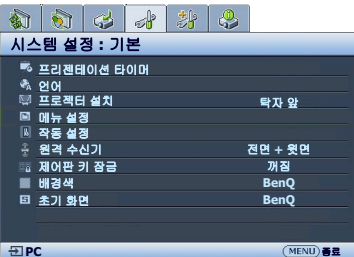 시스템 설정 : 기본
프리젠테이션 타이머
언어
프로젝터 설치 탁자 앞
메뉴 설정
작동 설정
원격 수신기 전면 + 윗면
제어판 키 잠금 꺼짐
배경색 BenQ
초기 화면 BenQ
PC MENU 종료